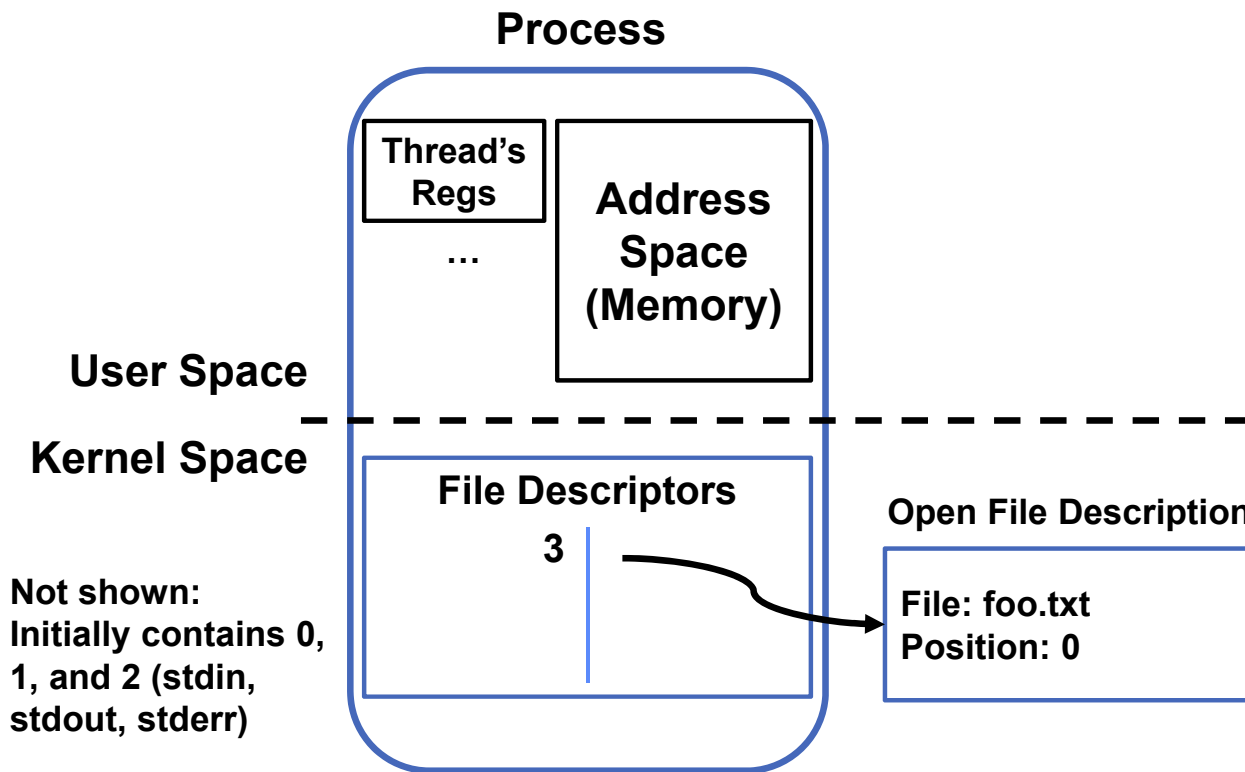 Process
Thread’s
Regs
…
Address
Space
(Memory)
User Space
Kernel Space
File Descriptors
3
Open File Description
File: foo.txt
Position: 0
Not shown:
Initially contains 0,
1, and 2 (stdin,
stdout, stderr)